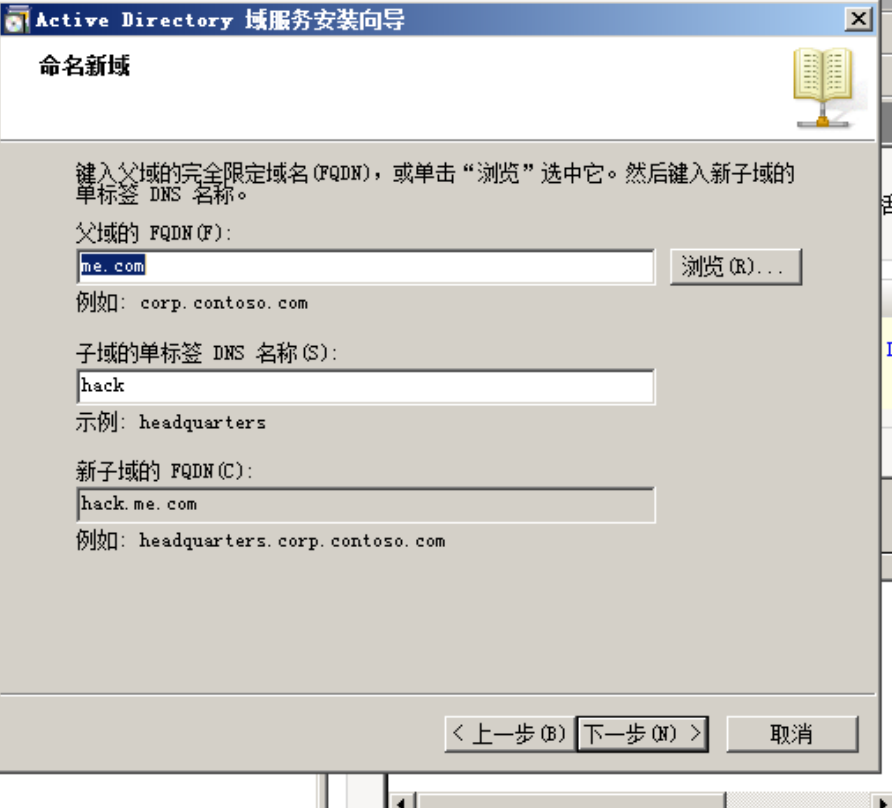 Active Directory 域服务安装向导
命名新域
键入父域的完全限定域名(FQDN)，或单击“浏览”选中它。然后键入新子域的
单标签 DNS 名称。
父域的 FQDN(F):
me.com
浏览(R)...
例如: corp.contoso.com
子域的单标签 DNS 名称(S):
hack
示例: headquarters
新子域的 FQDN(C):
hack.me.com
例如: headquarters.corp.contoso.com
< 上一步(B)
下一步(N) >
取消